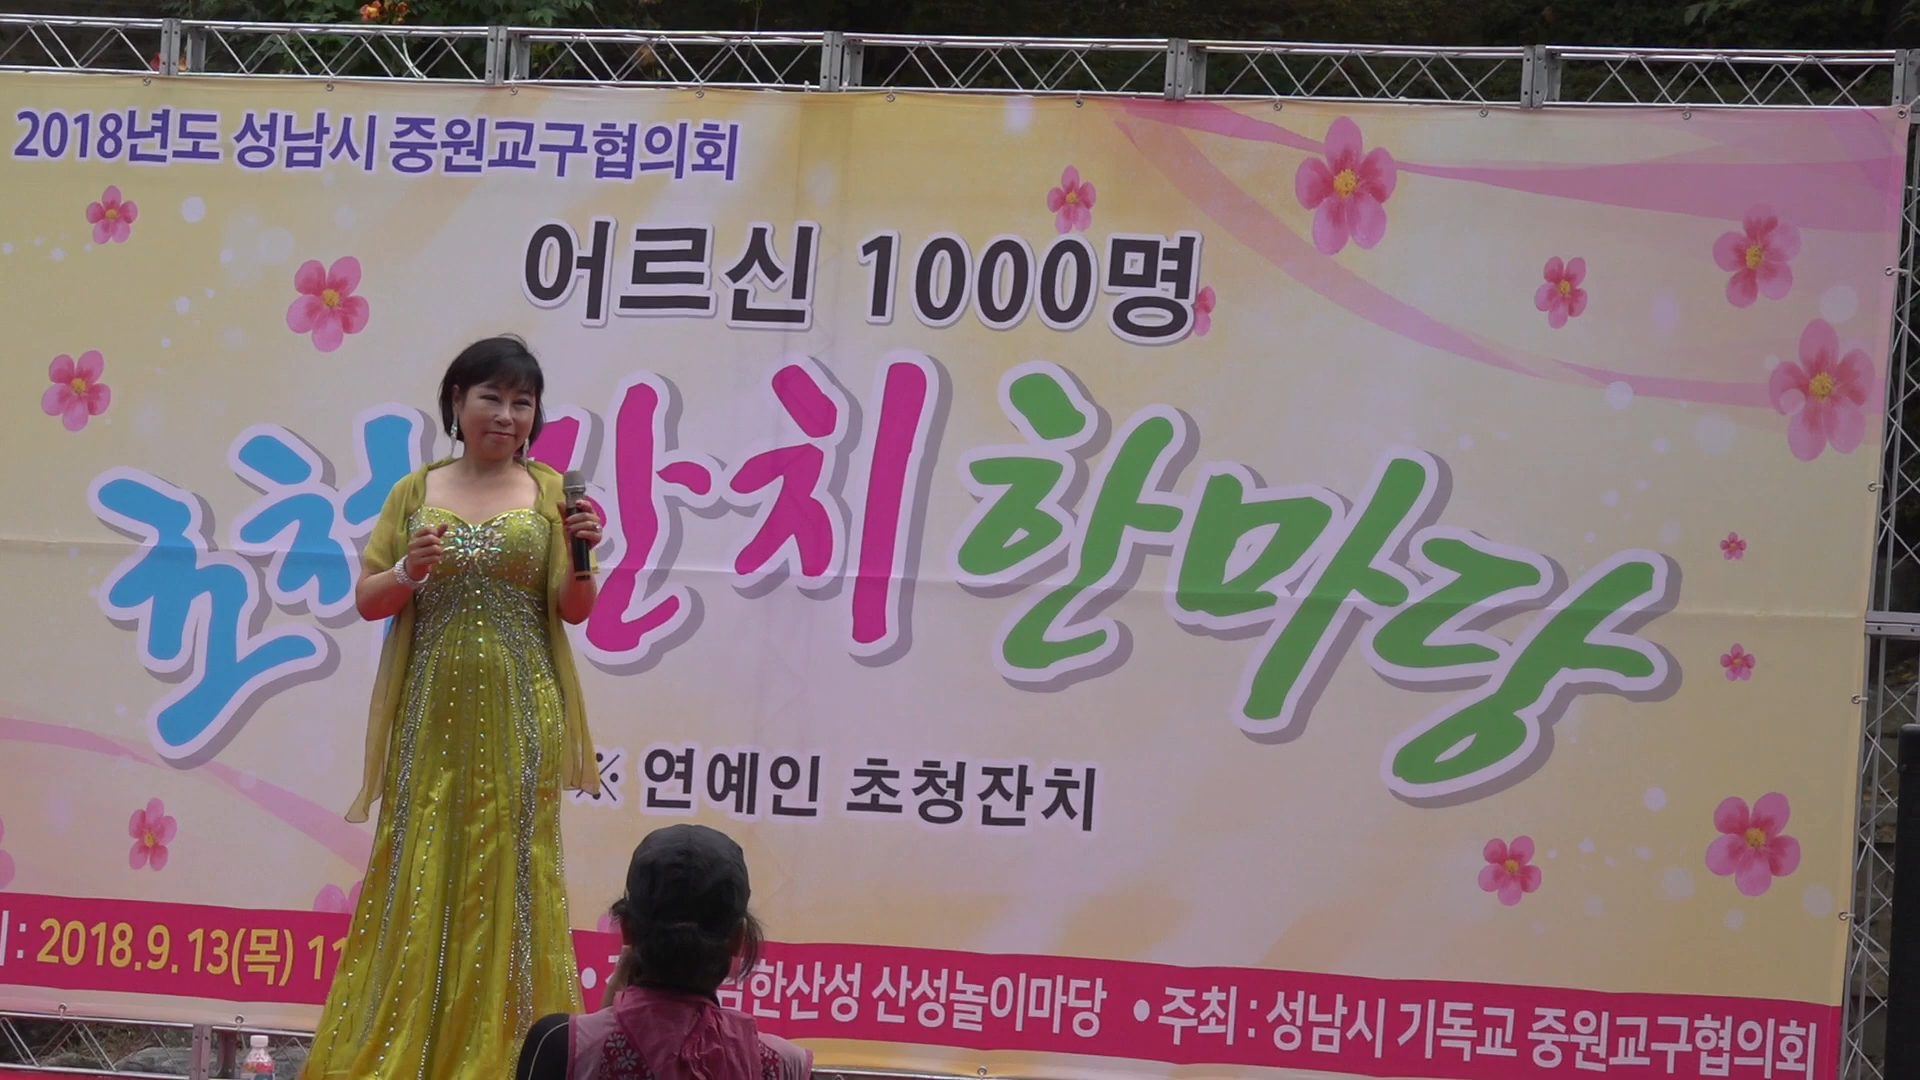 2018년도 성남시 중원교구협의회
어르신 1000명
초청 잔치 한마당
※ 연예인 초청잔치
: 2018.9.13(목) 11 • 남한산성 산성놀이마당 • 주최 : 성남시 기독교 중원교구협의회